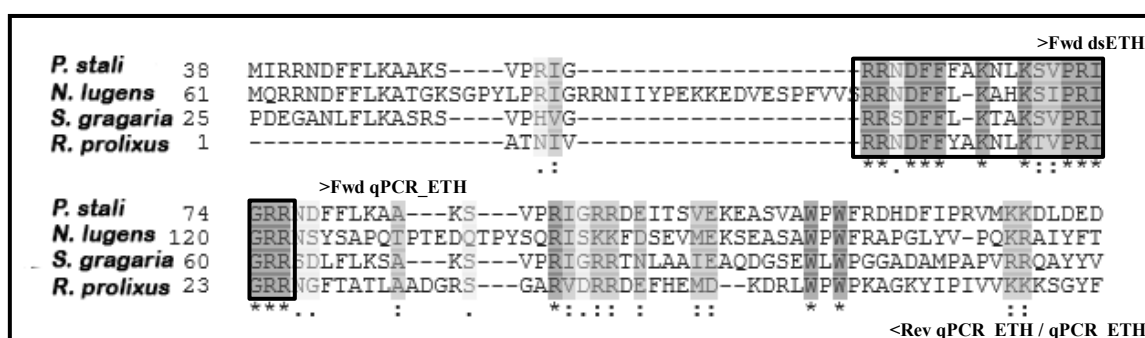 >Fwd dsETH
P. stali 38 MIRRNDFFLKAAKS----VPRIG--------------------RRNDFFFAKNLKSVPRI
N. lugens 61 MQRRNDFFLKATGKSGPYLPRIGRRNIIYPEKKEDVESPFVVSRRNDFFL-KAHKSIPRI
S. gragaria 25 PDEGANLFLKASRS----VPHVG--------------------RRSDFFL-KTAKSVPRI
R. prolixus 1 ------------------ATNIV--------------------RRNDFFYAKNLKTVPRI
.: **.*** * *::***
>Fwd qPCR_ETH
P. stali 74 GRRNDFFLKAA---KS---VPRIGRRDEITSVEKEASVAWPWFRDHDFIPRVMKKDLDED
N. lugens 120 GRRNSYSAPQTPTEDQTPYSQRISKKFDSEVMEKSEASAWPWFRAPGLYV-PQKRAIYFT
S. gragaria 60 GRRSDLFLKSA---KS---VPRIGRRTNLAAIEAQDGSEWLWPGGADAMPAPVRRQAYYV
R. prolixus 23 GRRNGFTATLAADGRS---GARVDRRDEFHEMD-KDRLWPWPKAGKYIPIVVKKKSGYF
***.. : . *:.:: : :: * * ::
<Rev qPCR_ETH / qPCR_ETH